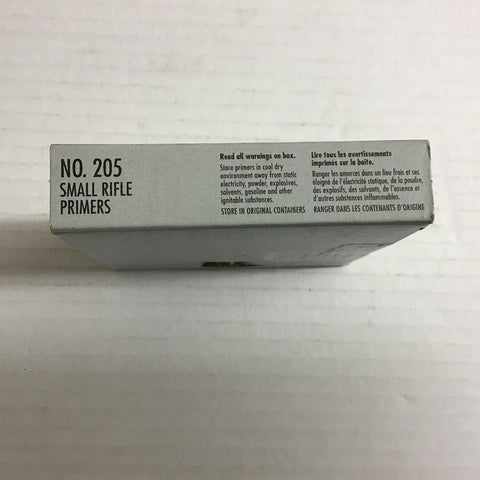 NO. 205
SMALL RIFLE
PRIMERS
Read all warnings on box.
Store primers in cool dry
environment away from static
electricity, powder, explosives,
solvents, gasoline and other
ignitable substances.
STORE IN ORIGINAL CONTAINERS
Lire tous les avertissements
imprimés sur la boîte.
Ranger les amorces dans un lieu frais et sec
éloigné de l'électricité statique, de la poudre,
des explosifs, des solvants, de l'essence et
d'autres substances inflammables.
RANGER DANS LES CONTENANTS D'ORIGINE